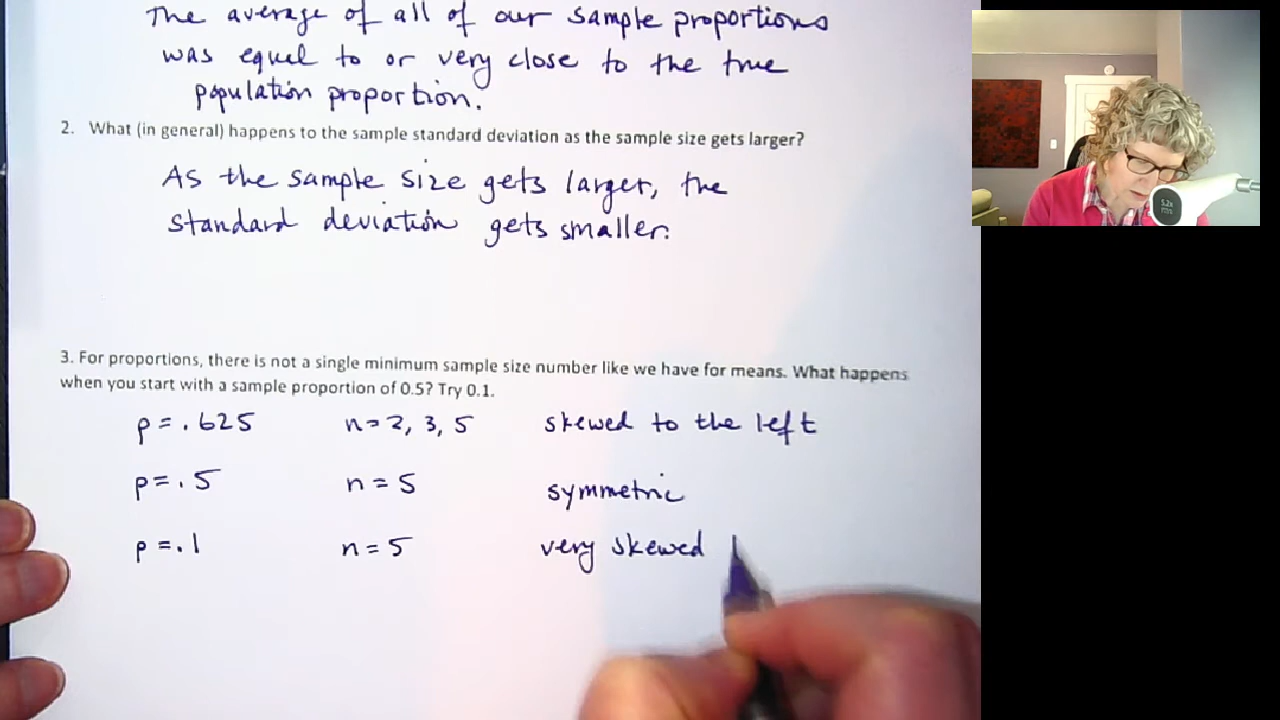 The average of all of our sample proportions
was equal to or very close to the true
population proportion.
2. What (in general) happens to the sample standard deviation as the sample size gets larger?
As the sample size gets larger, the
standard deviation gets smaller.
3. For proportions, there is not a single minimum sample size number like we have for means. What happens
when you start with a sample proportion of 0.5? Try 0.1.
p = .625 n = 2, 3, 5 skewed to the left
p = .5 n = 5 symmetric
p = .1 n = 5 very skewed